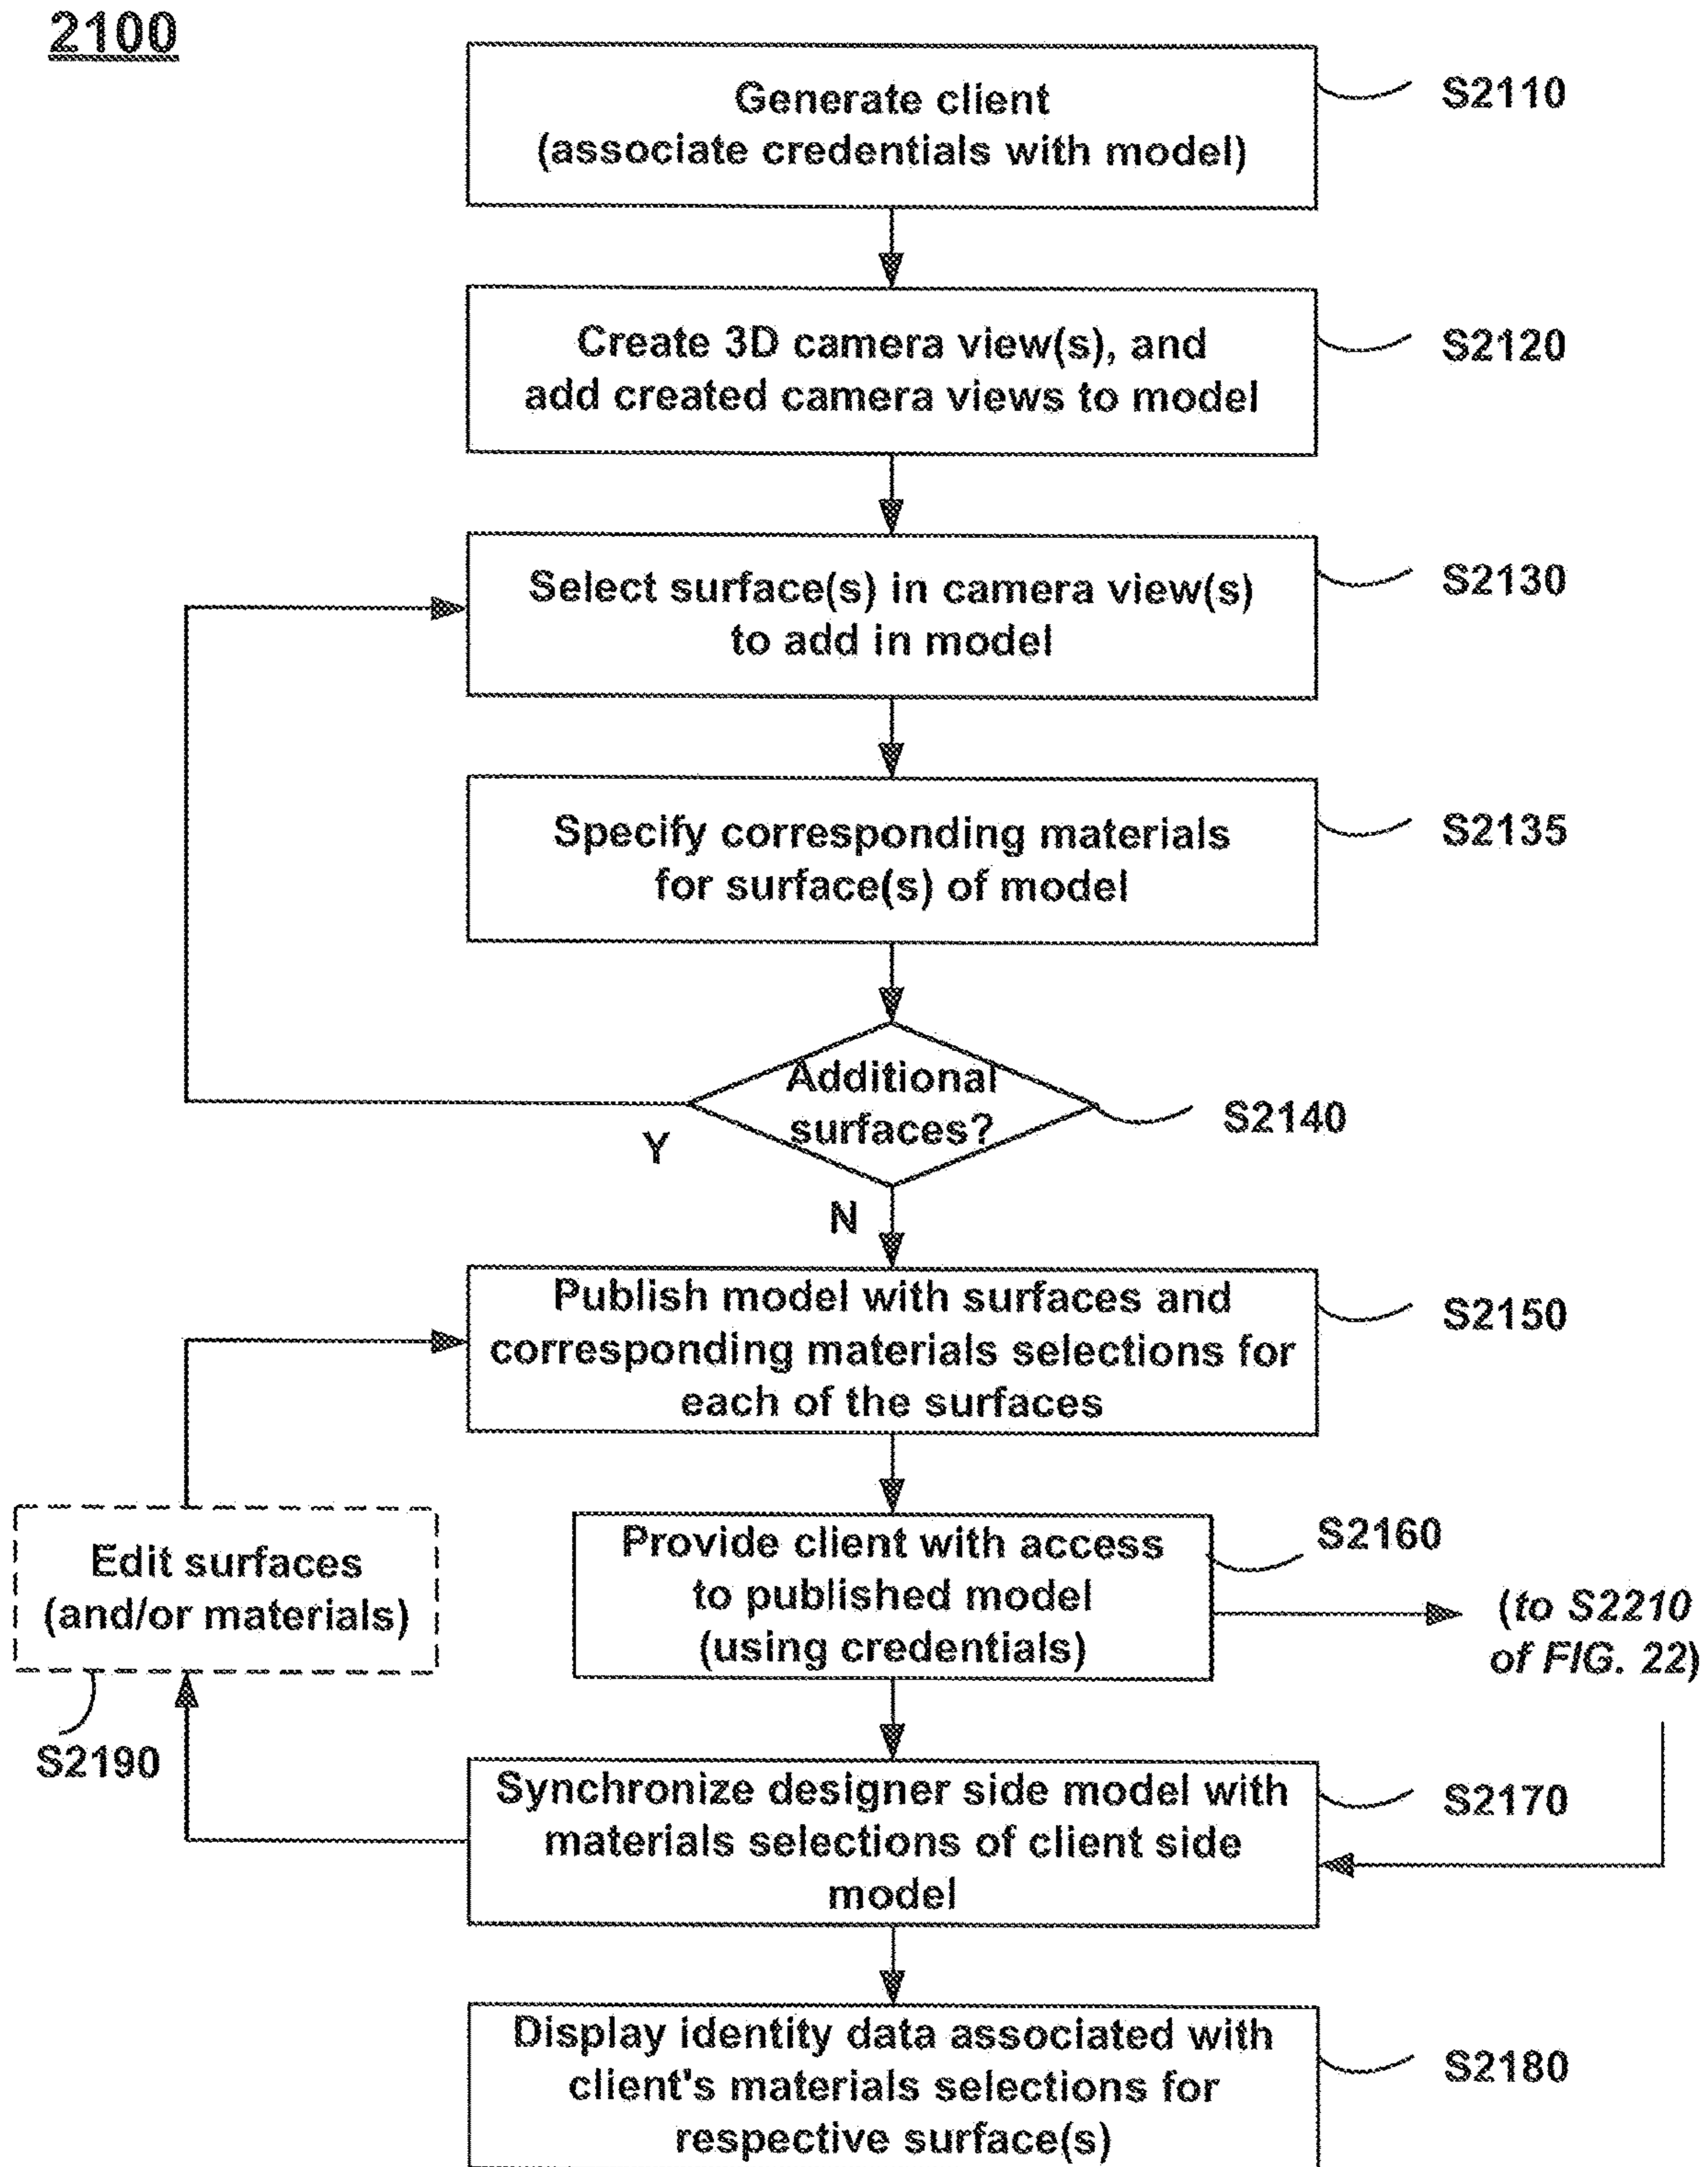 2100
Generate client
(associate credentials with model)
S2110
Create 3D camera view(s), and
add created camera views to model
S2120
Select surface(s) in camera view(s)
to add in model
S2130
Specify corresponding materials
for surface(s) of model
S2135
Additional
surfaces?
S2140
Y
N
Publish model with surfaces and
corresponding materials selections for
each of the surfaces
S2150
Edit surfaces
(and/or materials)
S2190
Provide client with access
to published model
(using credentials)
S2160
(to S2210
of FIG. 22)
Synchronize designer side model with
materials selections of client side
model
S2170
Display identity data associated with
client's materials selections for
respective surface(s)
S2180